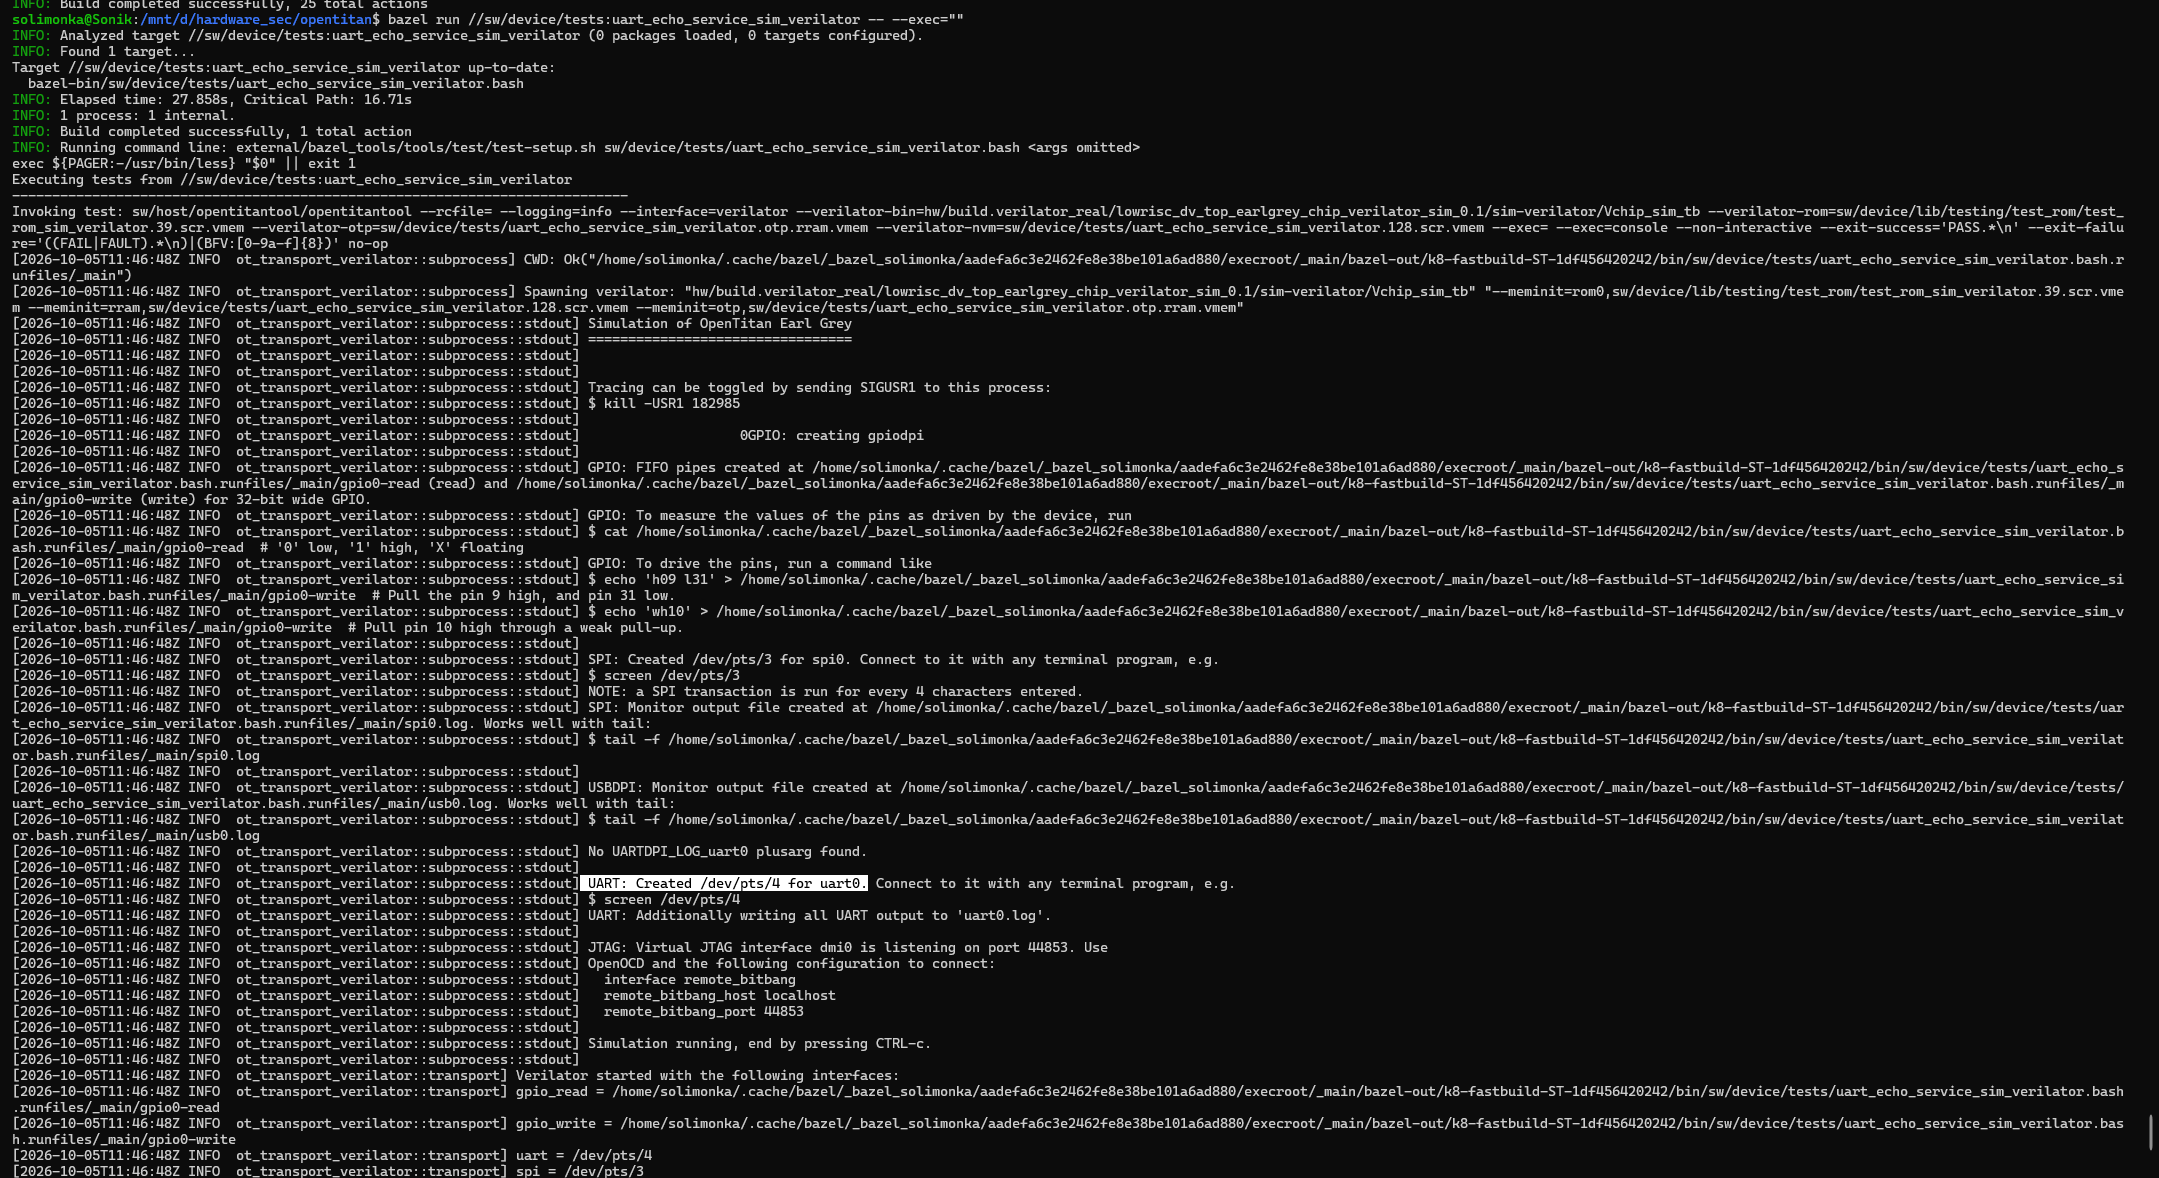 INFO: Build completed successfully, 25 total actions
solimonka@Sonik:/mnt/d/hardware_sec/opentitan$ bazel run //sw/device/tests:uart_echo_service_sim_verilator -- --exec=""
INFO: Analyzed target //sw/device/tests:uart_echo_service_sim_verilator (0 packages loaded, 0 targets configured).
INFO: Found 1 target...
Target //sw/device/tests:uart_echo_service_sim_verilator up-to-date:
  bazel-bin/sw/device/tests/uart_echo_service_sim_verilator.bash
INFO: Elapsed time: 27.858s, Critical Path: 16.71s
INFO: 1 process: 1 internal.
INFO: Build completed successfully, 1 total action
INFO: Running command line: external/bazel_tools/tools/test/test-setup.sh sw/device/tests/uart_echo_service_sim_verilator.bash <args omitted>
exec ${PAGER:-/usr/bin/less} "$0" || exit 1
Executing tests from //sw/device/tests:uart_echo_service_sim_verilator
-----------------------------------------------------------------------------
Invoking test: sw/host/opentitantool/opentitantool --rcfile= --logging=info --interface=verilator --verilator-bin=hw/build.verilator_real/lowrisc_dv_top_earlgrey_chip_verilator_sim_0.1/sim-verilator/Vchip_sim_tb --verilator-rom=sw/device/lib/testing/test_rom/test_
rom_sim_verilator.39.scr.vmem --verilator-otp=sw/device/tests/uart_echo_service_sim_verilator.otp.rram.vmem --verilator-nvm=sw/device/tests/uart_echo_service_sim_verilator.128.scr.vmem --exec= --exec=console --non-interactive --exit-success='PASS.*\n' --exit-failu
re='((FAIL|FAULT).*\n)|(BFV:[0-9a-f]{8})' no-op
[2026-10-05T11:46:48Z INFO  ot_transport_verilator::subprocess] CWD: Ok("/home/solimonka/.cache/bazel/_bazel_solimonka/aadefa6c3e2462fe8e38be101a6ad880/execroot/_main/bazel-out/k8-fastbuild-ST-1df456420242/bin/sw/device/tests/uart_echo_service_sim_verilator.bash.r
unfiles/_main")
[2026-10-05T11:46:48Z INFO  ot_transport_verilator::subprocess] Spawning verilator: "hw/build.verilator_real/lowrisc_dv_top_earlgrey_chip_verilator_sim_0.1/sim-verilator/Vchip_sim_tb" "--meminit=rom0,sw/device/lib/testing/test_rom/test_rom_sim_verilator.39.scr.vme
m --meminit=rram,sw/device/tests/uart_echo_service_sim_verilator.128.scr.vmem --meminit=otp,sw/device/tests/uart_echo_service_sim_verilator.otp.rram.vmem"
[2026-10-05T11:46:48Z INFO  ot_transport_verilator::subprocess::stdout] Simulation of OpenTitan Earl Grey
[2026-10-05T11:46:48Z INFO  ot_transport_verilator::subprocess::stdout] =================================
[2026-10-05T11:46:48Z INFO  ot_transport_verilator::subprocess::stdout]
[2026-10-05T11:46:48Z INFO  ot_transport_verilator::subprocess::stdout]
[2026-10-05T11:46:48Z INFO  ot_transport_verilator::subprocess::stdout] Tracing can be toggled by sending SIGUSR1 to this process:
[2026-10-05T11:46:48Z INFO  ot_transport_verilator::subprocess::stdout] $ kill -USR1 182985
[2026-10-05T11:46:48Z INFO  ot_transport_verilator::subprocess::stdout]
[2026-10-05T11:46:48Z INFO  ot_transport_verilator::subprocess::stdout]                    0GPIO: creating gpiodpi
[2026-10-05T11:46:48Z INFO  ot_transport_verilator::subprocess::stdout]
[2026-10-05T11:46:48Z INFO  ot_transport_verilator::subprocess::stdout] GPIO: FIFO pipes created at /home/solimonka/.cache/bazel/_bazel_solimonka/aadefa6c3e2462fe8e38be101a6ad880/execroot/_main/bazel-out/k8-fastbuild-ST-1df456420242/bin/sw/device/tests/uart_echo_s
ervice_sim_verilator.bash.runfiles/_main/gpio0-read (read) and /home/solimonka/.cache/bazel/_bazel_solimonka/aadefa6c3e2462fe8e38be101a6ad880/execroot/_main/bazel-out/k8-fastbuild-ST-1df456420242/bin/sw/device/tests/uart_echo_service_sim_verilator.bash.runfiles/_m
ain/gpio0-write (write) for 32-bit wide GPIO.
[2026-10-05T11:46:48Z INFO  ot_transport_verilator::subprocess::stdout] GPIO: To measure the values of the pins as driven by the device, run
[2026-10-05T11:46:48Z INFO  ot_transport_verilator::subprocess::stdout] $ cat /home/solimonka/.cache/bazel/_bazel_solimonka/aadefa6c3e2462fe8e38be101a6ad880/execroot/_main/bazel-out/k8-fastbuild-ST-1df456420242/bin/sw/device/tests/uart_echo_service_sim_verilator.b
ash.runfiles/_main/gpio0-read  # '0' low, '1' high, 'X' floating
[2026-10-05T11:46:48Z INFO  ot_transport_verilator::subprocess::stdout] GPIO: To drive the pins, run a command like
[2026-10-05T11:46:48Z INFO  ot_transport_verilator::subprocess::stdout] $ echo 'h09 l31' > /home/solimonka/.cache/bazel/_bazel_solimonka/aadefa6c3e2462fe8e38be101a6ad880/execroot/_main/bazel-out/k8-fastbuild-ST-1df456420242/bin/sw/device/tests/uart_echo_service_si
m_verilator.bash.runfiles/_main/gpio0-write  # Pull the pin 9 high, and pin 31 low.
[2026-10-05T11:46:48Z INFO  ot_transport_verilator::subprocess::stdout] $ echo 'wh10' > /home/solimonka/.cache/bazel/_bazel_solimonka/aadefa6c3e2462fe8e38be101a6ad880/execroot/_main/bazel-out/k8-fastbuild-ST-1df456420242/bin/sw/device/tests/uart_echo_service_sim_v
erilator.bash.runfiles/_main/gpio0-write  # Pull pin 10 high through a weak pull-up.
[2026-10-05T11:46:48Z INFO  ot_transport_verilator::subprocess::stdout]
[2026-10-05T11:46:48Z INFO  ot_transport_verilator::subprocess::stdout] SPI: Created /dev/pts/3 for spi0. Connect to it with any terminal program, e.g.
[2026-10-05T11:46:48Z INFO  ot_transport_verilator::subprocess::stdout] $ screen /dev/pts/3
[2026-10-05T11:46:48Z INFO  ot_transport_verilator::subprocess::stdout] NOTE: a SPI transaction is run for every 4 characters entered.
[2026-10-05T11:46:48Z INFO  ot_transport_verilator::subprocess::stdout] SPI: Monitor output file created at /home/solimonka/.cache/bazel/_bazel_solimonka/aadefa6c3e2462fe8e38be101a6ad880/execroot/_main/bazel-out/k8-fastbuild-ST-1df456420242/bin/sw/device/tests/uar
t_echo_service_sim_verilator.bash.runfiles/_main/spi0.log. Works well with tail:
[2026-10-05T11:46:48Z INFO  ot_transport_verilator::subprocess::stdout] $ tail -f /home/solimonka/.cache/bazel/_bazel_solimonka/aadefa6c3e2462fe8e38be101a6ad880/execroot/_main/bazel-out/k8-fastbuild-ST-1df456420242/bin/sw/device/tests/uart_echo_service_sim_verilat
or.bash.runfiles/_main/spi0.log
[2026-10-05T11:46:48Z INFO  ot_transport_verilator::subprocess::stdout]
[2026-10-05T11:46:48Z INFO  ot_transport_verilator::subprocess::stdout] USBDPI: Monitor output file created at /home/solimonka/.cache/bazel/_bazel_solimonka/aadefa6c3e2462fe8e38be101a6ad880/execroot/_main/bazel-out/k8-fastbuild-ST-1df456420242/bin/sw/device/tests/
uart_echo_service_sim_verilator.bash.runfiles/_main/usb0.log. Works well with tail:
[2026-10-05T11:46:48Z INFO  ot_transport_verilator::subprocess::stdout] $ tail -f /home/solimonka/.cache/bazel/_bazel_solimonka/aadefa6c3e2462fe8e38be101a6ad880/execroot/_main/bazel-out/k8-fastbuild-ST-1df456420242/bin/sw/device/tests/uart_echo_service_sim_verilat
or.bash.runfiles/_main/usb0.log
[2026-10-05T11:46:48Z INFO  ot_transport_verilator::subprocess::stdout] No UARTDPI_LOG_uart0 plusarg found.
[2026-10-05T11:46:48Z INFO  ot_transport_verilator::subprocess::stdout]
[2026-10-05T11:46:48Z INFO  ot_transport_verilator::subprocess::stdout] UART: Created /dev/pts/4 for uart0. Connect to it with any terminal program, e.g.
[2026-10-05T11:46:48Z INFO  ot_transport_verilator::subprocess::stdout] $ screen /dev/pts/4
[2026-10-05T11:46:48Z INFO  ot_transport_verilator::subprocess::stdout] UART: Additionally writing all UART output to 'uart0.log'.
[2026-10-05T11:46:48Z INFO  ot_transport_verilator::subprocess::stdout]
[2026-10-05T11:46:48Z INFO  ot_transport_verilator::subprocess::stdout] JTAG: Virtual JTAG interface dmi0 is listening on port 44853. Use
[2026-10-05T11:46:48Z INFO  ot_transport_verilator::subprocess::stdout] OpenOCD and the following configuration to connect:
[2026-10-05T11:46:48Z INFO  ot_transport_verilator::subprocess::stdout]   interface remote_bitbang
[2026-10-05T11:46:48Z INFO  ot_transport_verilator::subprocess::stdout]   remote_bitbang_host localhost
[2026-10-05T11:46:48Z INFO  ot_transport_verilator::subprocess::stdout]   remote_bitbang_port 44853
[2026-10-05T11:46:48Z INFO  ot_transport_verilator::subprocess::stdout]
[2026-10-05T11:46:48Z INFO  ot_transport_verilator::subprocess::stdout] Simulation running, end by pressing CTRL-c.
[2026-10-05T11:46:48Z INFO  ot_transport_verilator::subprocess::stdout]
[2026-10-05T11:46:48Z INFO  ot_transport_verilator::transport] Verilator started with the following interfaces:
[2026-10-05T11:46:48Z INFO  ot_transport_verilator::transport] gpio_read = /home/solimonka/.cache/bazel/_bazel_solimonka/aadefa6c3e2462fe8e38be101a6ad880/execroot/_main/bazel-out/k8-fastbuild-ST-1df456420242/bin/sw/device/tests/uart_echo_service_sim_verilator.bash
.runfiles/_main/gpio0-read
[2026-10-05T11:46:48Z INFO  ot_transport_verilator::transport] gpio_write = /home/solimonka/.cache/bazel/_bazel_solimonka/aadefa6c3e2462fe8e38be101a6ad880/execroot/_main/bazel-out/k8-fastbuild-ST-1df456420242/bin/sw/device/tests/uart_echo_service_sim_verilator.bas
h.runfiles/_main/gpio0-write
[2026-10-05T11:46:48Z INFO  ot_transport_verilator::transport] uart = /dev/pts/4
[2026-10-05T11:46:48Z INFO  ot_transport_verilator::transport] spi = /dev/pts/3